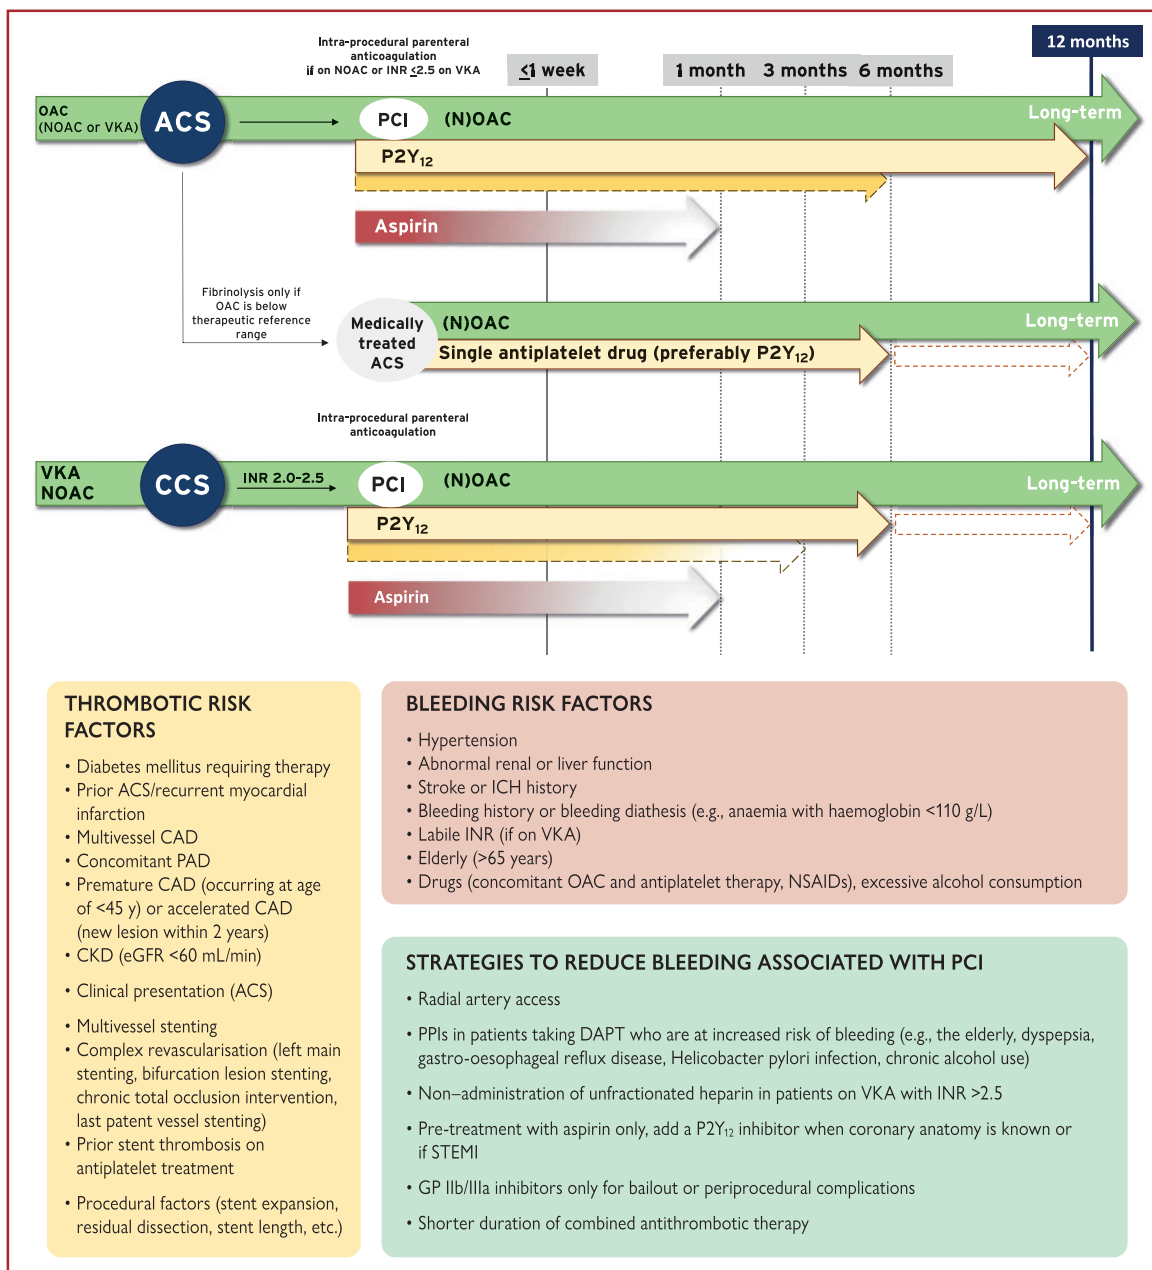 Intra-procedural parenteral
anticoagulation
if on NOAC or INR ≤2.5 on VKA
≤1 week
1 month
3 months
6 months
12 months
OAC
(NOAC or VKA)
ACS
PCI
(N)OAC
Long-term
P2Y12
Aspirin
Fibrinolysis only if
OAC is below
therapeutic reference
range
Medically
treated
ACS
(N)OAC
Long-term
Single antiplatelet drug (preferably P2Y12)
Intra-procedural parenteral
anticoagulation
VKA
NOAC
CCS
INR 2.0-2.5
PCI
(N)OAC
Long-term
P2Y12
Aspirin
THROMBOTIC RISK
FACTORS
• Diabetes mellitus requiring therapy
• Prior ACS/recurrent myocardial
infarction
• Multivessel CAD
• Concomitant PAD
• Premature CAD (occurring at age
of <45 y) or accelerated CAD
(new lesion within 2 years)
• CKD (eGFR <60 mL/min)
• Clinical presentation (ACS)
• Multivessel stenting
• Complex revascularisation (left main
stenting, bifurcation lesion stenting,
chronic total occlusion intervention,
last patent vessel stenting)
• Prior stent thrombosis on
antiplatelet treatment
• Procedural factors (stent expansion,
residual dissection, stent length, etc.)
BLEEDING RISK FACTORS
• Hypertension
• Abnormal renal or liver function
• Stroke or ICH history
• Bleeding history or bleeding diathesis (e.g., anaemia with haemoglobin <110 g/L)
• Labile INR (if on VKA)
• Elderly (>65 years)
• Drugs (concomitant OAC and antiplatelet therapy, NSAIDs), excessive alcohol consumption
STRATEGIES TO REDUCE BLEEDING ASSOCIATED WITH PCI
• Radial artery access
• PPIs in patients taking DAPT who are at increased risk of bleeding (e.g., the elderly, dyspepsia,
gastro-oesophageal reflux disease, Helicobacter pylori infection, chronic alcohol use)
• Non–administration of unfractionated heparin in patients on VKA with INR >2.5
• Pre-treatment with aspirin only, add a P2Y12 inhibitor when coronary anatomy is known or
if STEMI
• GP IIb/IIIa inhibitors only for bailout or periprocedural complications
• Shorter duration of combined antithrombotic therapy